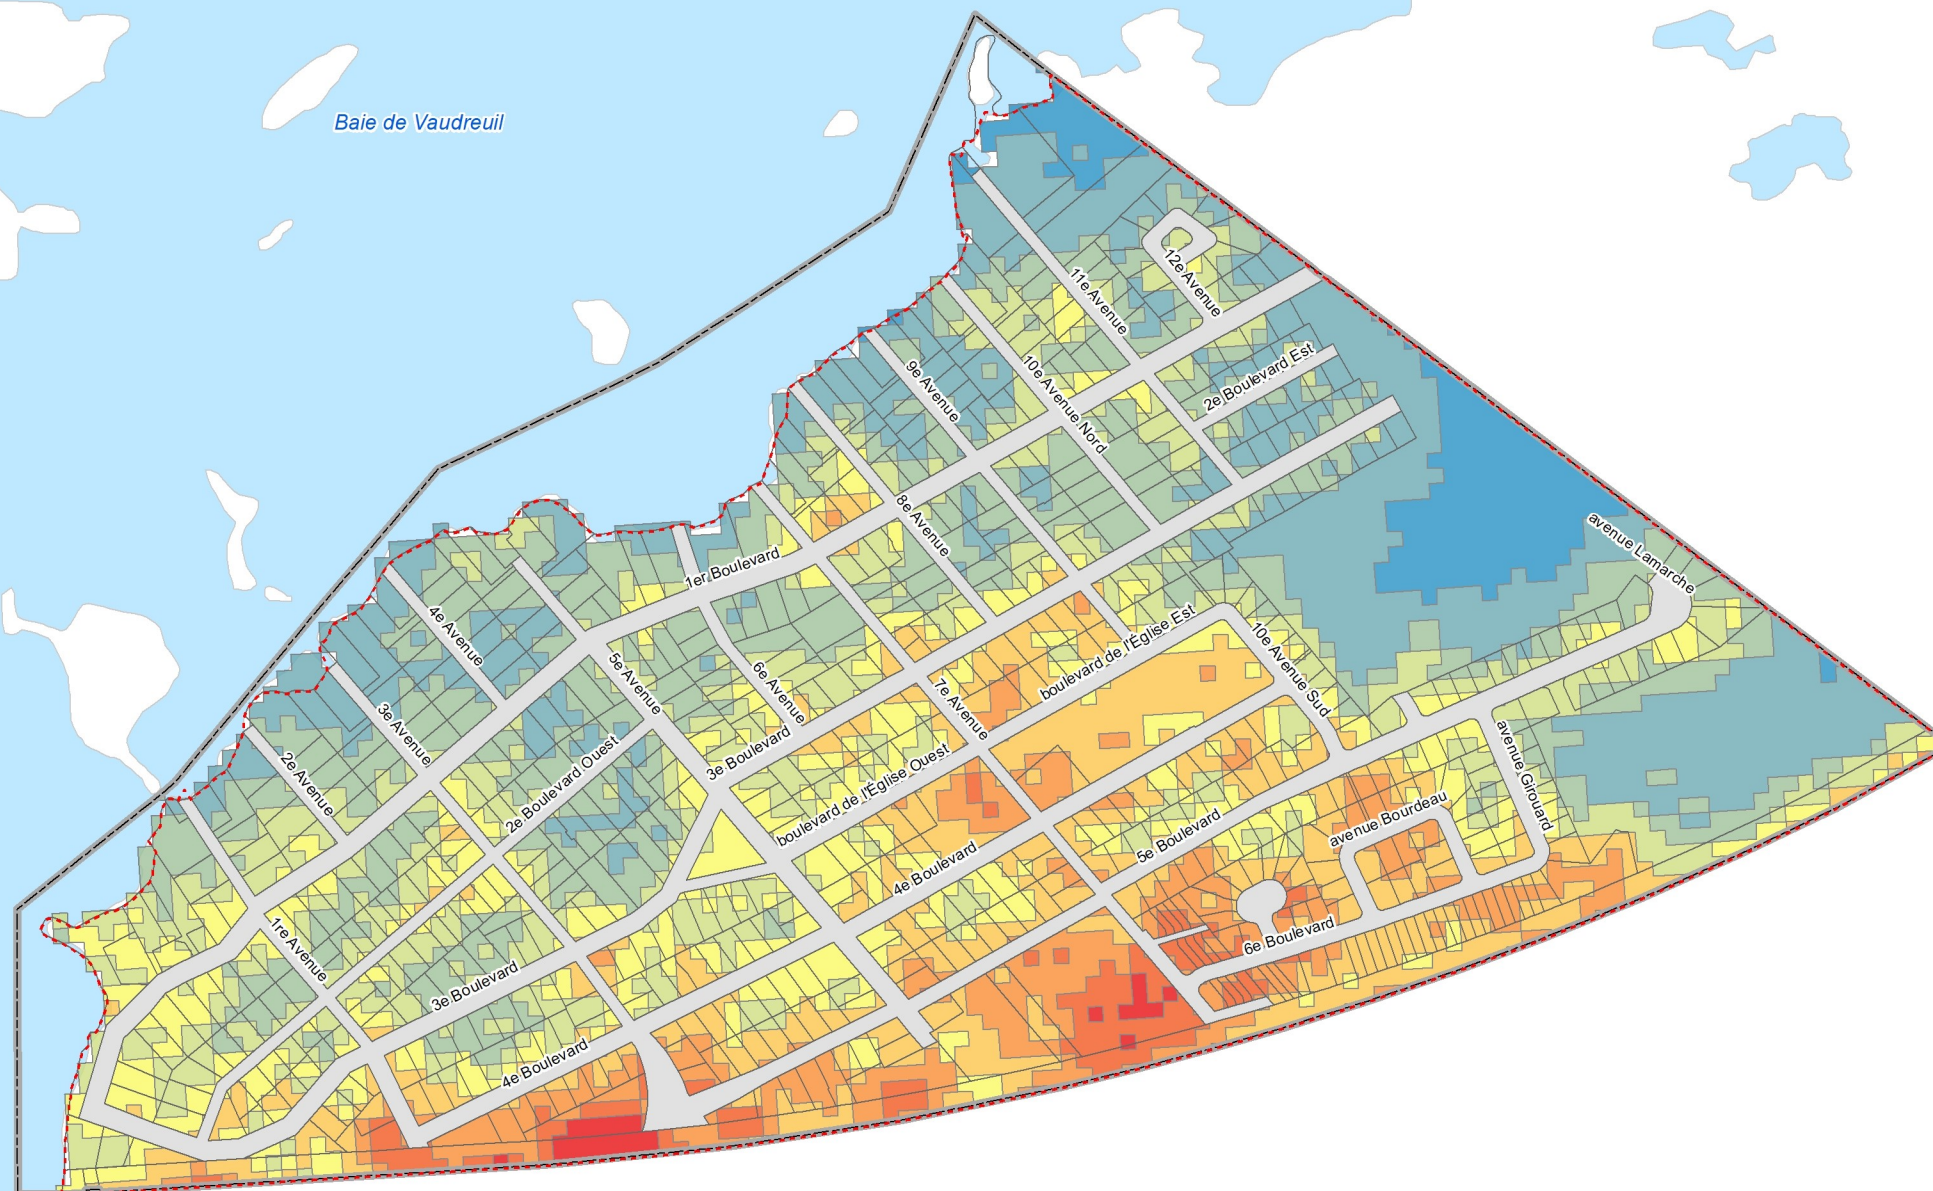 Baie de Vaudreuil
12e Avenue
11e Avenue
2e Boulevard Est
9e Avenue
10e Avenue Nord
8e Avenue
avenue Lamarche
1er Boulevard
4e Avenue
boulevard de l'Église Est
10e Avenue Sud
5e Avenue
6e Avenue
7e Avenue
3e Avenue
3e Boulevard
2e Avenue
2e Boulevard Ouest
boulevard de l'Église Ouest
avenue Girouard
avenue Bourdeau
5e Boulevard
4e Boulevard
1re Avenue
6e Boulevard
3e Boulevard
4e Boulevard